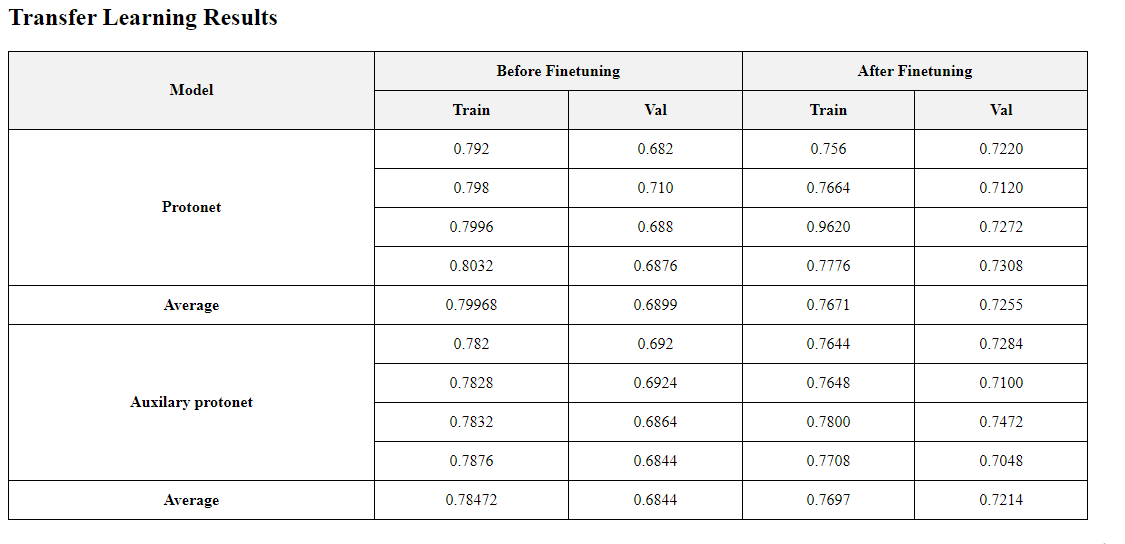 Transfer Learning Results
Model Before Finetuning After Finetuning
Train Val Train Val
Protonet 0.792 0.682 0.756 0.7220
0.798 0.710 0.7664 0.7120
0.7996 0.688 0.9620 0.7272
0.8032 0.6876 0.7776 0.7308
Average 0.79968 0.6899 0.7671 0.7255
Auxilary protonet 0.782 0.692 0.7644 0.7284
0.7828 0.6924 0.7648 0.7100
0.7832 0.6864 0.7800 0.7472
0.7876 0.6844 0.7708 0.7048
Average 0.78472 0.6844 0.7697 0.7214